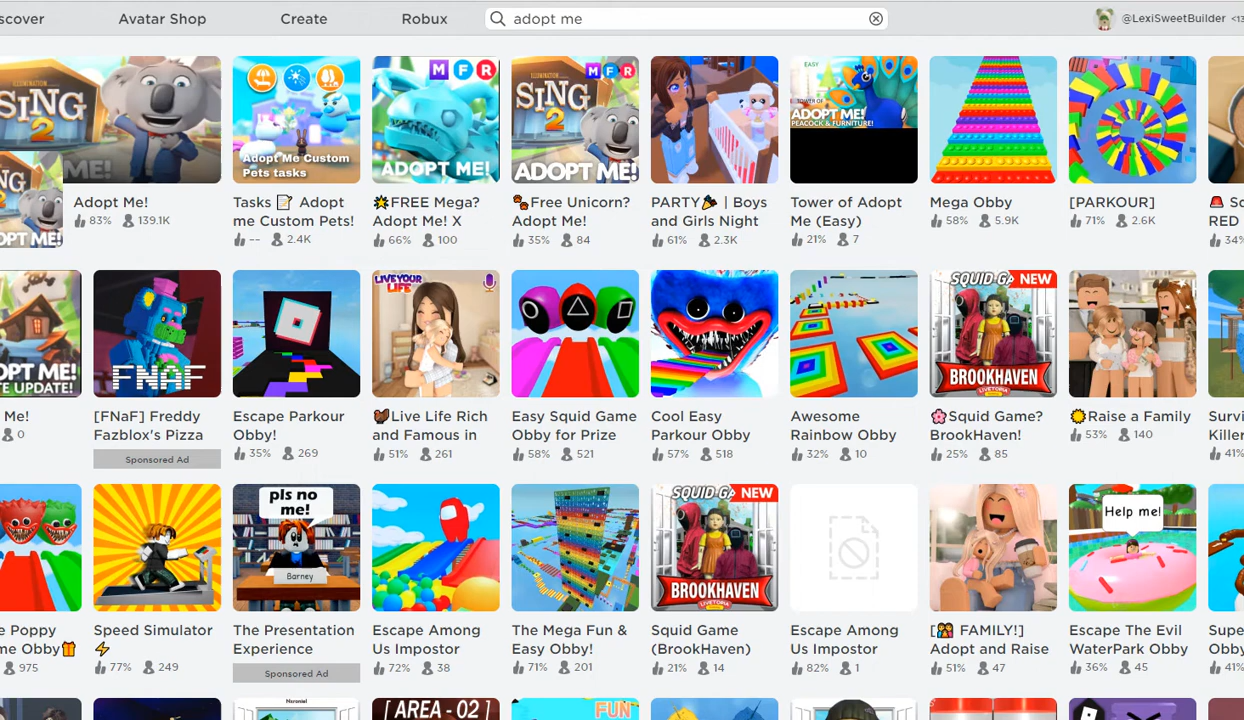 scover Avatar Shop Create Robux adopt me @LexiSweetBuilder <13
SING 2
ME!
OPT ME!
Adopt Me Custom Pets tasks
M F R
ADOPT ME!
M F R
SING 2
ADOPT ME!
EASY
TOWER OF
ADOPT ME!
PEACOCK & FURNITURE!
Adopt Me!
83% 139.1K
Tasks 📝 Adopt
me Custom Pets!
-- 2.4K
🌟FREE Mega?
Adopt Me! X
66% 100
Free Unicorn?
Adopt Me!
35% 84
PARTY🎉 | Boys
and Girls Night
61% 2.3K
Tower of Adopt
Me (Easy)
21% 7
Mega Obby
58% 5.9K
[PARKOUR]
71% 2.6K
🚨 Sq
RED
34%
OPT ME!
TE UPDATE!
FNAF
LIVE YOUR
LIFE
SQUID GA NEW
BROOKHAVEN
LIVETOPIA
Me!
0
[FNaF] Freddy
Fazblox's Pizza
Sponsored Ad
Escape Parkour
Obby!
35% 269
🦃Live Life Rich
and Famous in
51% 261
Easy Squid Game
Obby for Prize
58% 521
Cool Easy
Parkour Obby
57% 518
Awesome
Rainbow Obby
32% 10
🌸Squid Game?
BrookHaven!
25% 85
🌞Raise a Family
53% 140
Survi
Killer
41%
pls no
me!
Barney
SQUID GA NEW
BROOKHAVEN
LIVETOPIA
Help me!
e Poppy
me Obby🎁
975
Speed Simulator
⚡
77% 249
The Presentation
Experience
Sponsored Ad
Escape Among
Us Impostor
72% 38
The Mega Fun &
Easy Obby!
71% 201
Squid Game
(BrookHaven)
21% 14
Escape Among
Us Impostor
82% 1
[👪 FAMILY!]
Adopt and Raise
51% 47
Escape The Evil
WaterPark Obby
36% 45
Supe
Obby
41%
[ AREA - 02 ]
FUN